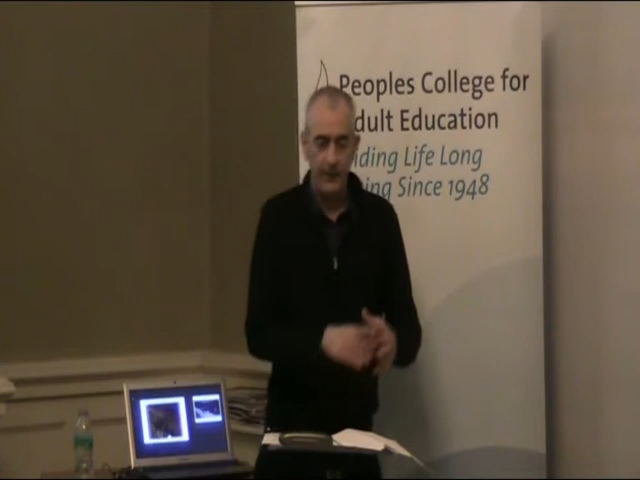 Peoples College for
dult Education
iding Life Long
ing Since 1948